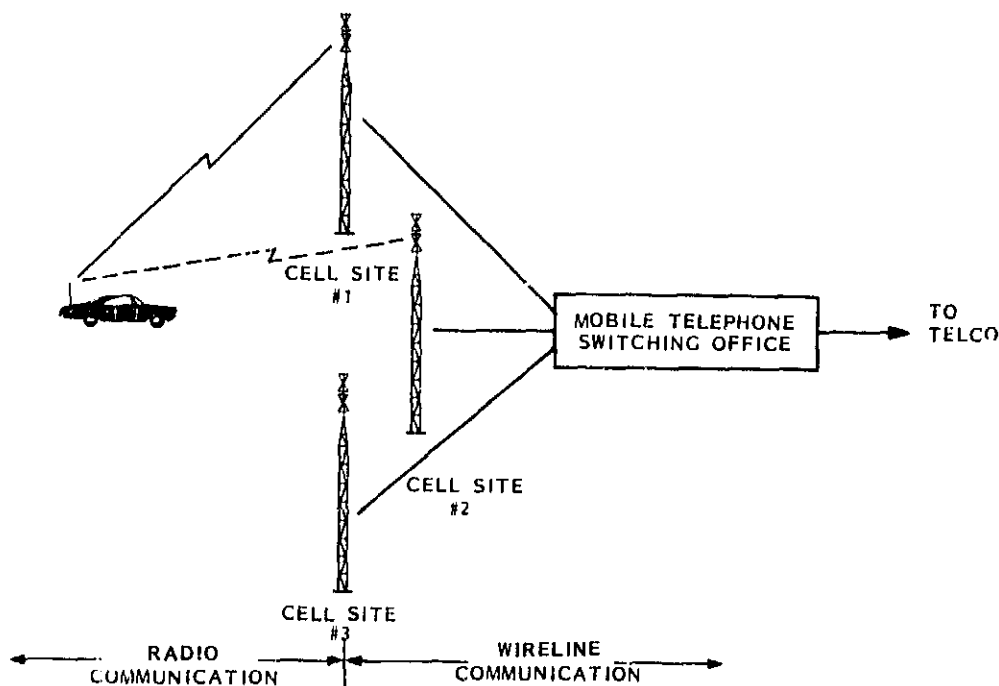 CELL SITE
#1
MOBILE TELEPHONE
SWITCHING OFFICE
TO
TELCO
CELL SITE
#2
CELL SITE
#3
RADIO
COMMUNICATION
WIRELINE
COMMUNICATION